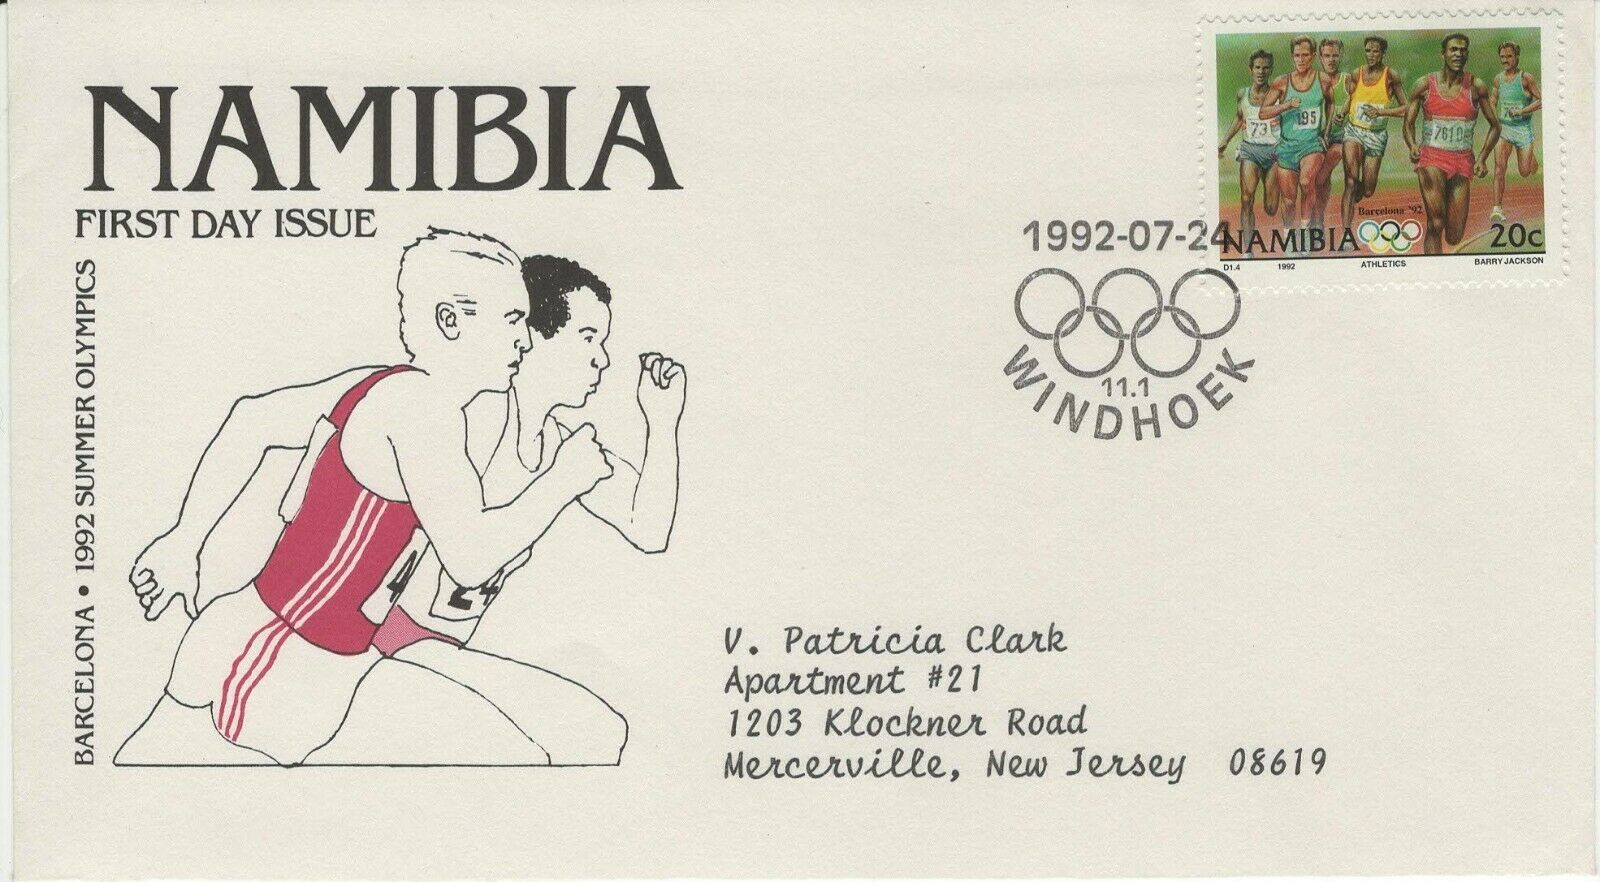 NAMIBIA
FIRST DAY ISSUE
BARCELONA • 1992 SUMMER OLYMPICS
4
24
73
195
7610
Barcelona '92
NAMIBIA
20c
D1.4 1992 ATHLETICS BARRY JACKSON
1992-07-24
11.1
WINDHOEK
V. Patricia Clark
Apartment #21
1203 Klockner Road
Mercerville, New Jersey 08619